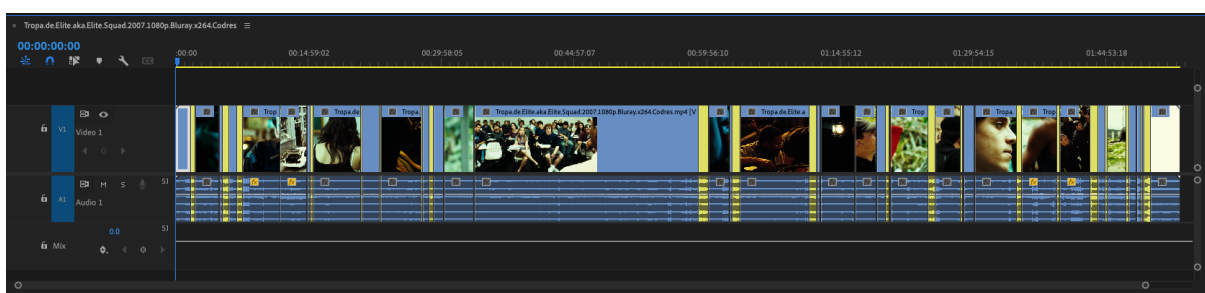 × Tropa.de.Elite.aka.Elite.Squad.2007.1080p.Bluray.x264.Codres ≡
00:00:00:00
:00:00 00:14:59:02 00:29:58:05 00:44:57:07 00:59:56:10 01:14:55:12 01:29:54:15 01:44:53:18
Trop Tropa.de Tropa. Tropa.de.Elite.aka.Elite.Squad.2007.1080p.Bluray.x264.Codres.mp4 [V Tropa.de.Elite.a Trop Tropa. Trop
V1 Video 1
M S
A1 Audio 1
0.0
Mix